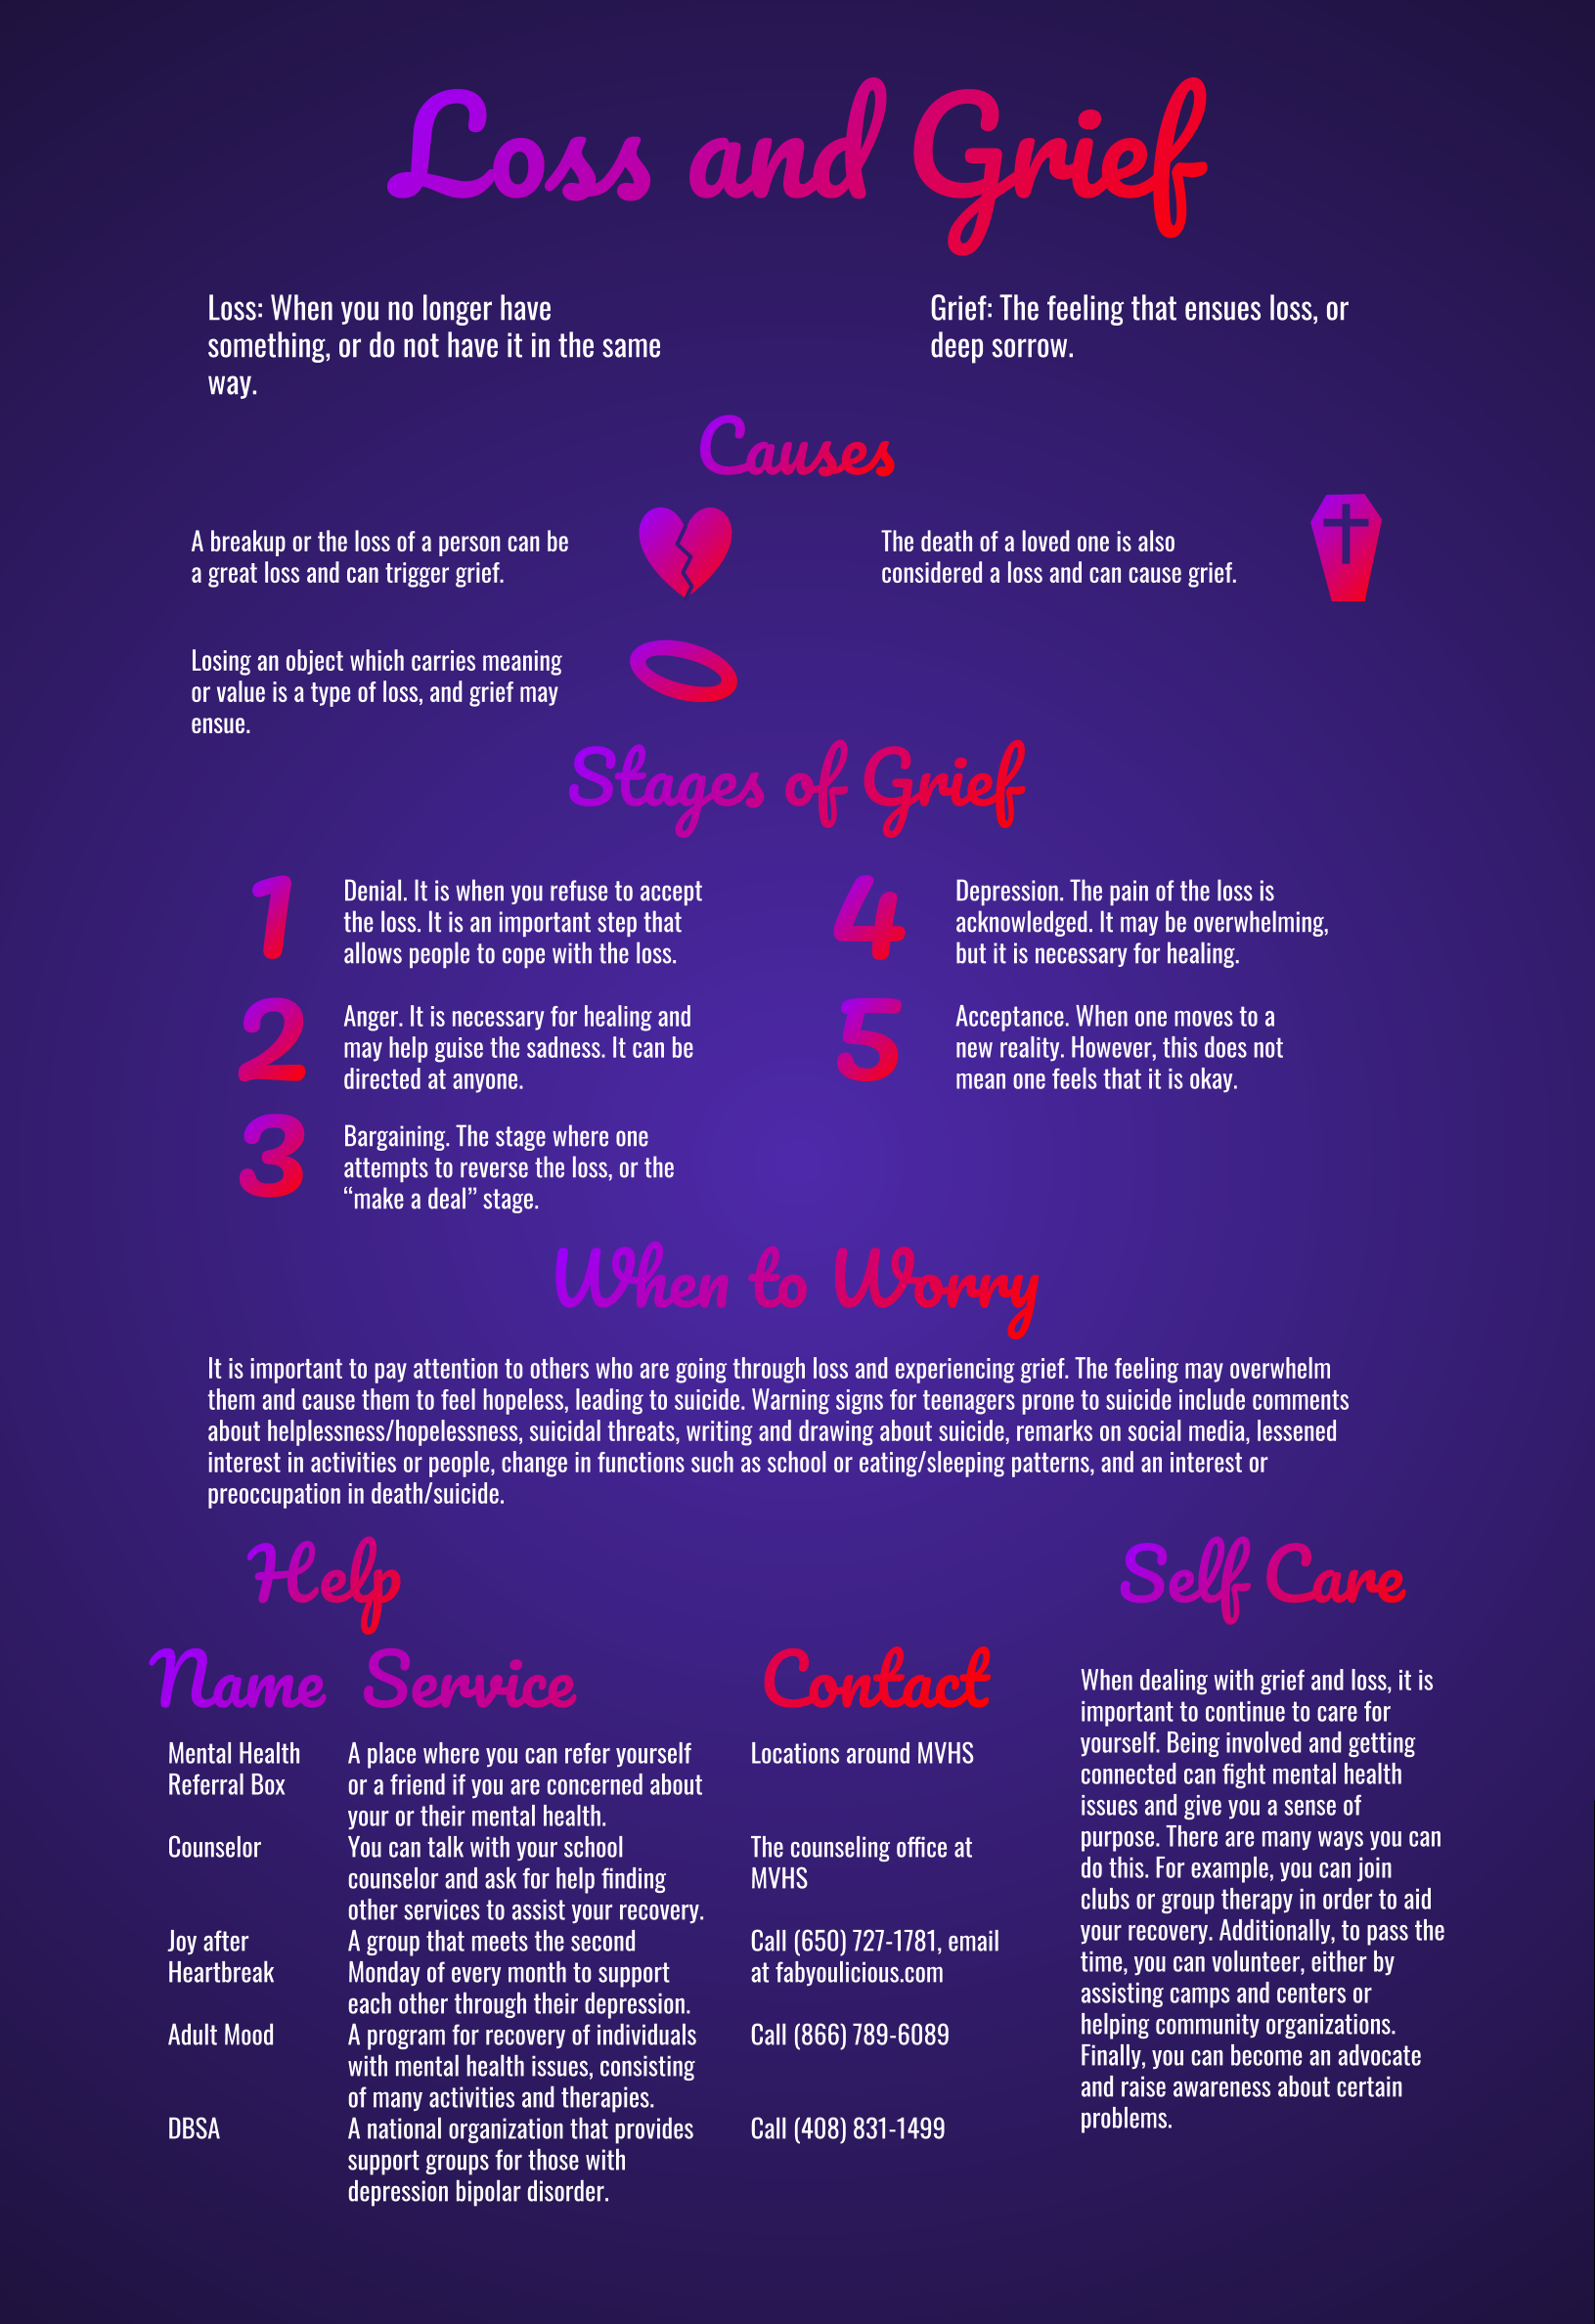 Loss and Grief
Loss: When you no longer have
something, or do not have it in the same
way.
Grief: The feeling that ensues loss, or
deep sorrow.
Causes
A breakup or the loss of a person can be
a great loss and can trigger grief.
The death of a loved one is also
considered a loss and can cause grief.
Losing an object which carries meaning
or value is a type of loss, and grief may
ensue.
Stages of Grief
1
Denial. It is when you refuse to accept
the loss. It is an important step that
allows people to cope with the loss.
2
Anger. It is necessary for healing and
may help guise the sadness. It can be
directed at anyone.
3
Bargaining. The stage where one
attempts to reverse the loss, or the
“make a deal” stage.
4
Depression. The pain of the loss is
acknowledged. It may be overwhelming,
but it is necessary for healing.
5
Acceptance. When one moves to a
new reality. However, this does not
mean one feels that it is okay.
When to Worry
It is important to pay attention to others who are going through loss and experiencing grief. The feeling may overwhelm
them and cause them to feel hopeless, leading to suicide. Warning signs for teenagers prone to suicide include comments
about helplessness/hopelessness, suicidal threats, writing and drawing about suicide, remarks on social media, lessened
interest in activities or people, change in functions such as school or eating/sleeping patterns, and an interest or
preoccupation in death/suicide.
Help
Name Service Contact
Mental Health
Referral Box
A place where you can refer yourself
or a friend if you are concerned about
your or their mental health.
Locations around MVHS
Counselor
You can talk with your school
counselor and ask for help finding
other services to assist your recovery.
The counseling office at
MVHS
Joy after
Heartbreak
A group that meets the second
Monday of every month to support
each other through their depression.
Call (650) 727-1781, email
at fabyoulicious.com
Adult Mood
A program for recovery of individuals
with mental health issues, consisting
of many activities and therapies.
Call (866) 789-6089
DBSA
A national organization that provides
support groups for those with
depression bipolar disorder.
Call (408) 831-1499
Self Care
When dealing with grief and loss, it is
important to continue to care for
yourself. Being involved and getting
connected can fight mental health
issues and give you a sense of
purpose. There are many ways you can
do this. For example, you can join
clubs or group therapy in order to aid
your recovery. Additionally, to pass the
time, you can volunteer, either by
assisting camps and centers or
helping community organizations.
Finally, you can become an advocate
and raise awareness about certain
problems.